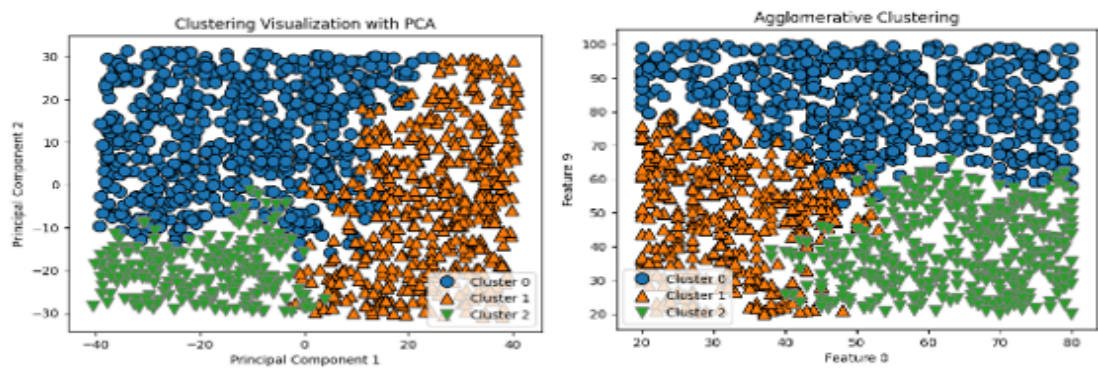 Clustering Visualization with PCA
Principal Component 2
30
20
10
0
−10
−20
−30
−40
−20
0
20
40
Principal Component 1
Cluster 0
Cluster 1
Cluster 2
Agglomerative Clustering
Feature 9
100
90
80
70
60
50
40
30
20
20
30
40
50
60
70
80
Feature 8
Cluster 0
Cluster 1
Cluster 2